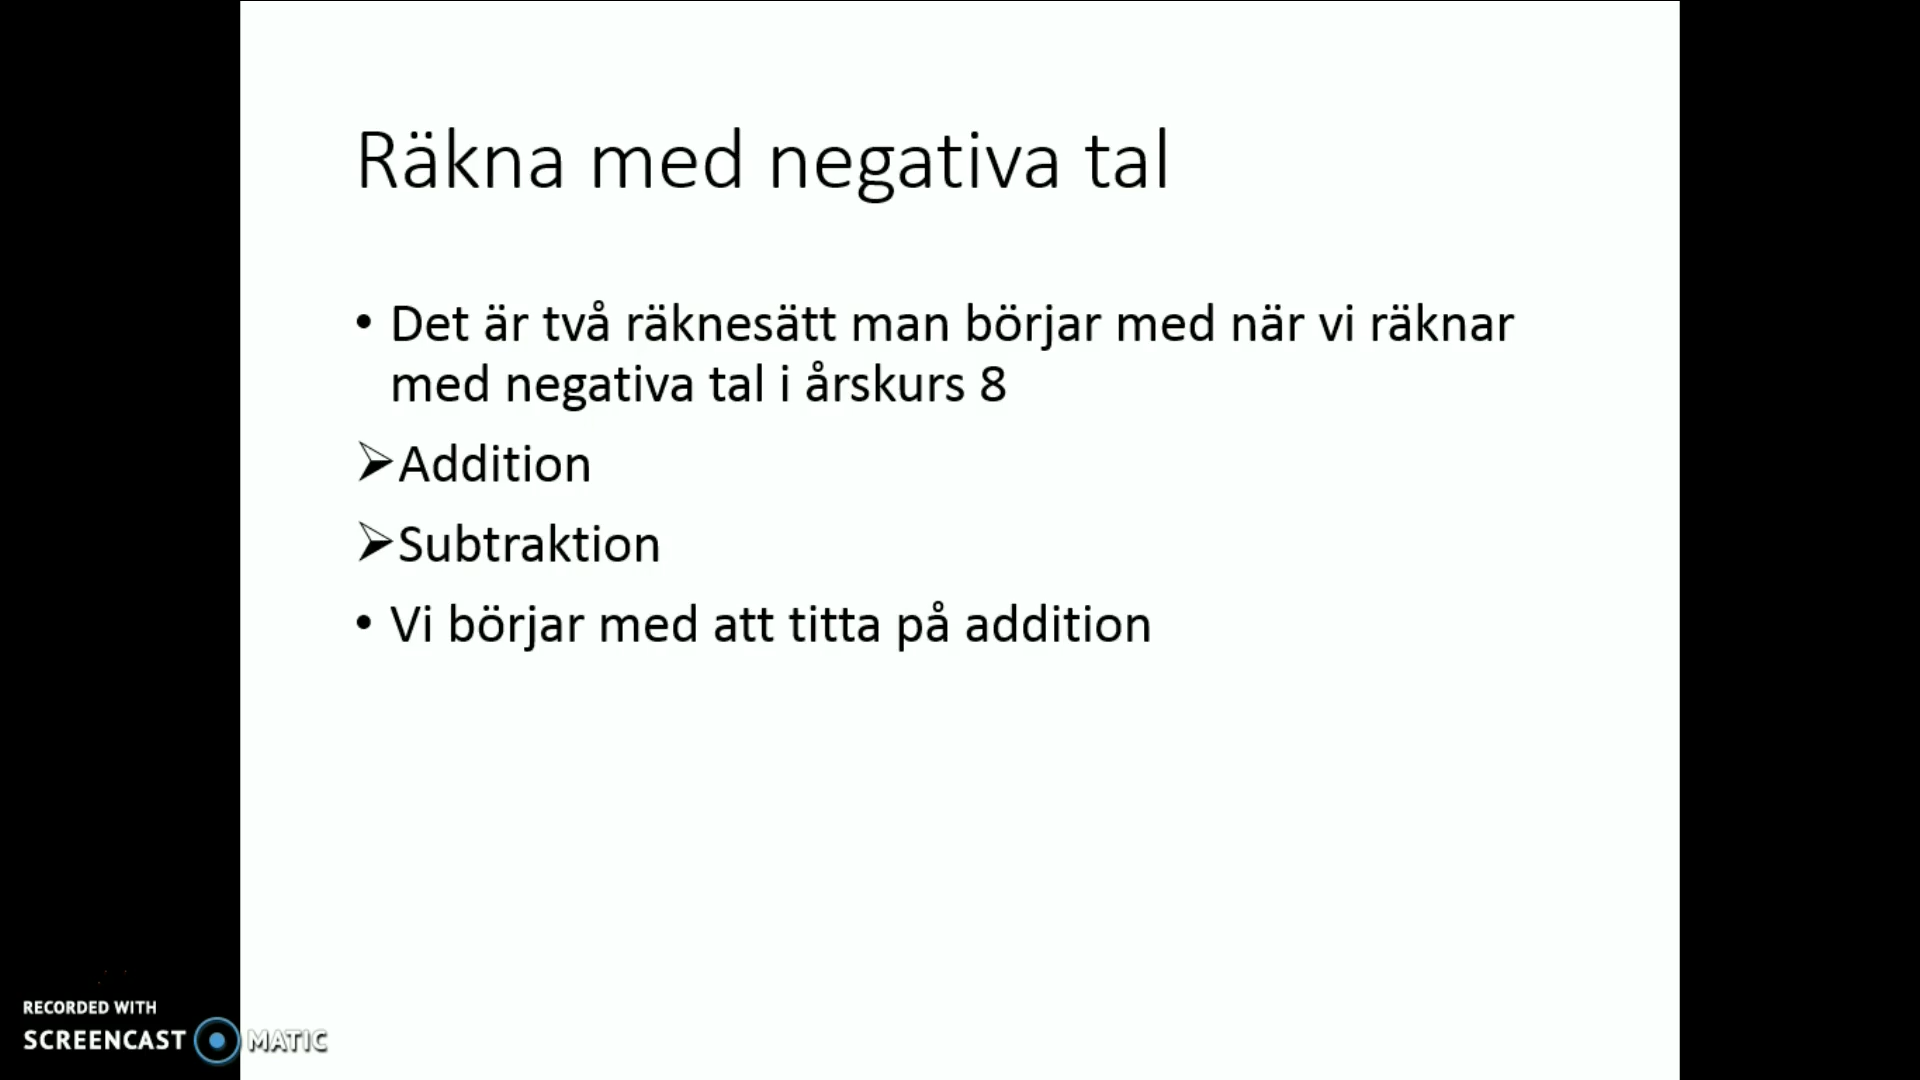 Räkna med negativa tal
• Det är två räknesätt man börjar med när vi räknar
med negativa tal i årskurs 8
➢Addition
➢Subtraktion
• Vi börjar med att titta på addition
RECORDED WITH
SCREENCAST MATIC